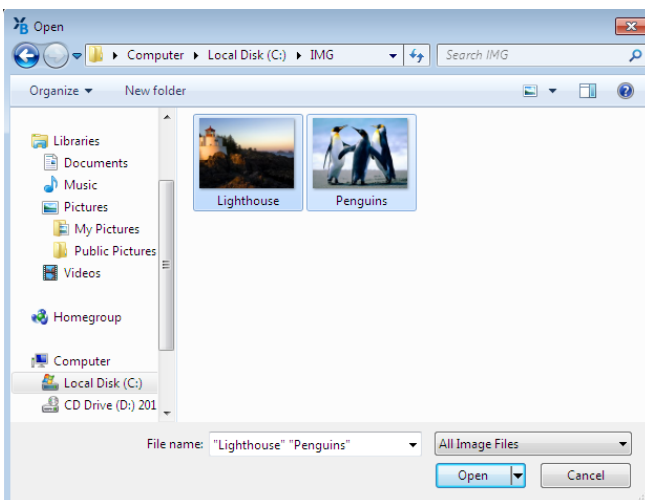 Open
Computer Local Disk (C:) IMG Search IMG
Organize New folder
Libraries
Documents
Music
Pictures
My Pictures
Public Pictures
Videos
Homegroup
Computer
Local Disk (C:)
CD Drive (D:) 201
Lighthouse Penguins
File name: "Lighthouse" "Penguins" All Image Files
Open Cancel